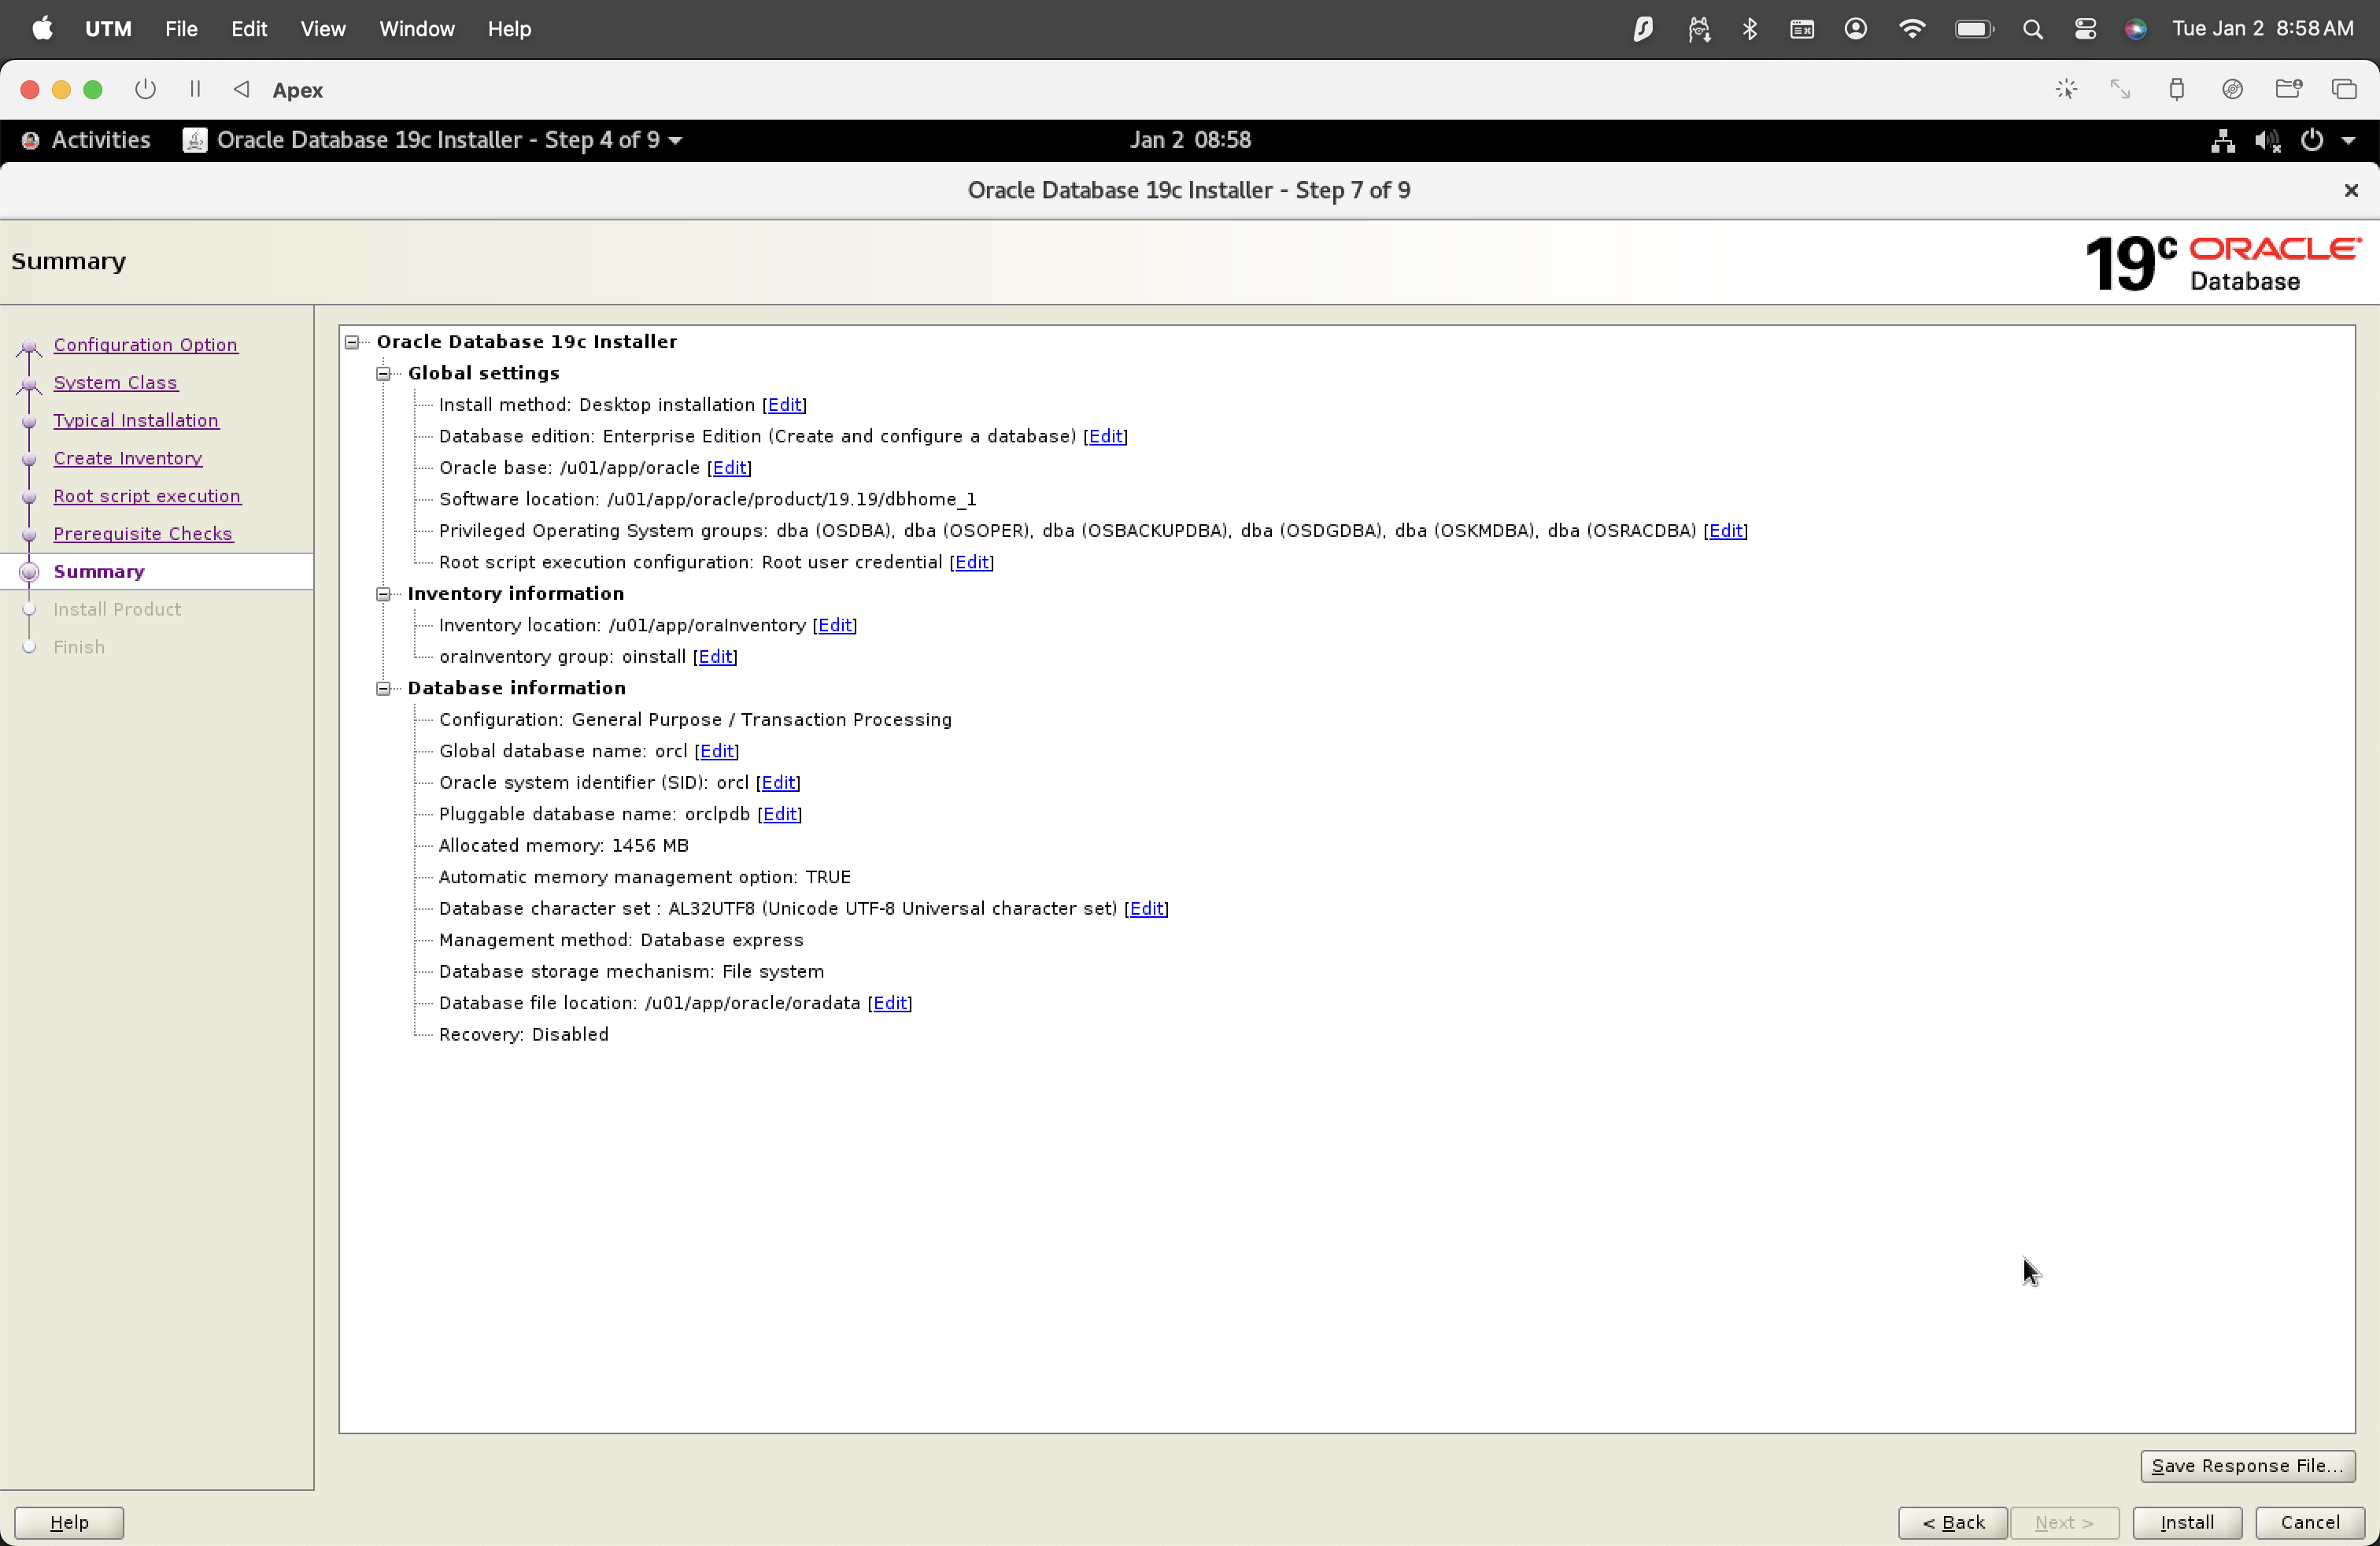 UTM File Edit View Window Help Tue Jan 2 8:58 AM
Apex
Activities Oracle Database 19c Installer - Step 4 of 9 Jan 2 08:58
Oracle Database 19c Installer - Step 7 of 9
Summary
19c ORACLE
Database
Configuration Option
System Class
Typical Installation
Create Inventory
Root script execution
Prerequisite Checks
Summary
Install Product
Finish
Oracle Database 19c Installer
Global settings
Install method: Desktop installation [Edit]
Database edition: Enterprise Edition (Create and configure a database) [Edit]
Oracle base: /u01/app/oracle [Edit]
Software location: /u01/app/oracle/product/19.19/dbhome_1
Privileged Operating System groups: dba (OSDBA), dba (OSOPER), dba (OSBACKUPDBA), dba (OSDGDBA), dba (OSKMDBA), dba (OSRACDBA) [Edit]
Root script execution configuration: Root user credential [Edit]
Inventory information
Inventory location: /u01/app/oraInventory [Edit]
oraInventory group: oinstall [Edit]
Database information
Configuration: General Purpose / Transaction Processing
Global database name: orcl [Edit]
Oracle system identifier (SID): orcl [Edit]
Pluggable database name: orclpdb [Edit]
Allocated memory: 1456 MB
Automatic memory management option: TRUE
Database character set : AL32UTF8 (Unicode UTF-8 Universal character set) [Edit]
Management method: Database express
Database storage mechanism: File system
Database file location: /u01/app/oracle/oradata [Edit]
Recovery: Disabled
Save Response File...
Help < Back Next > Install Cancel